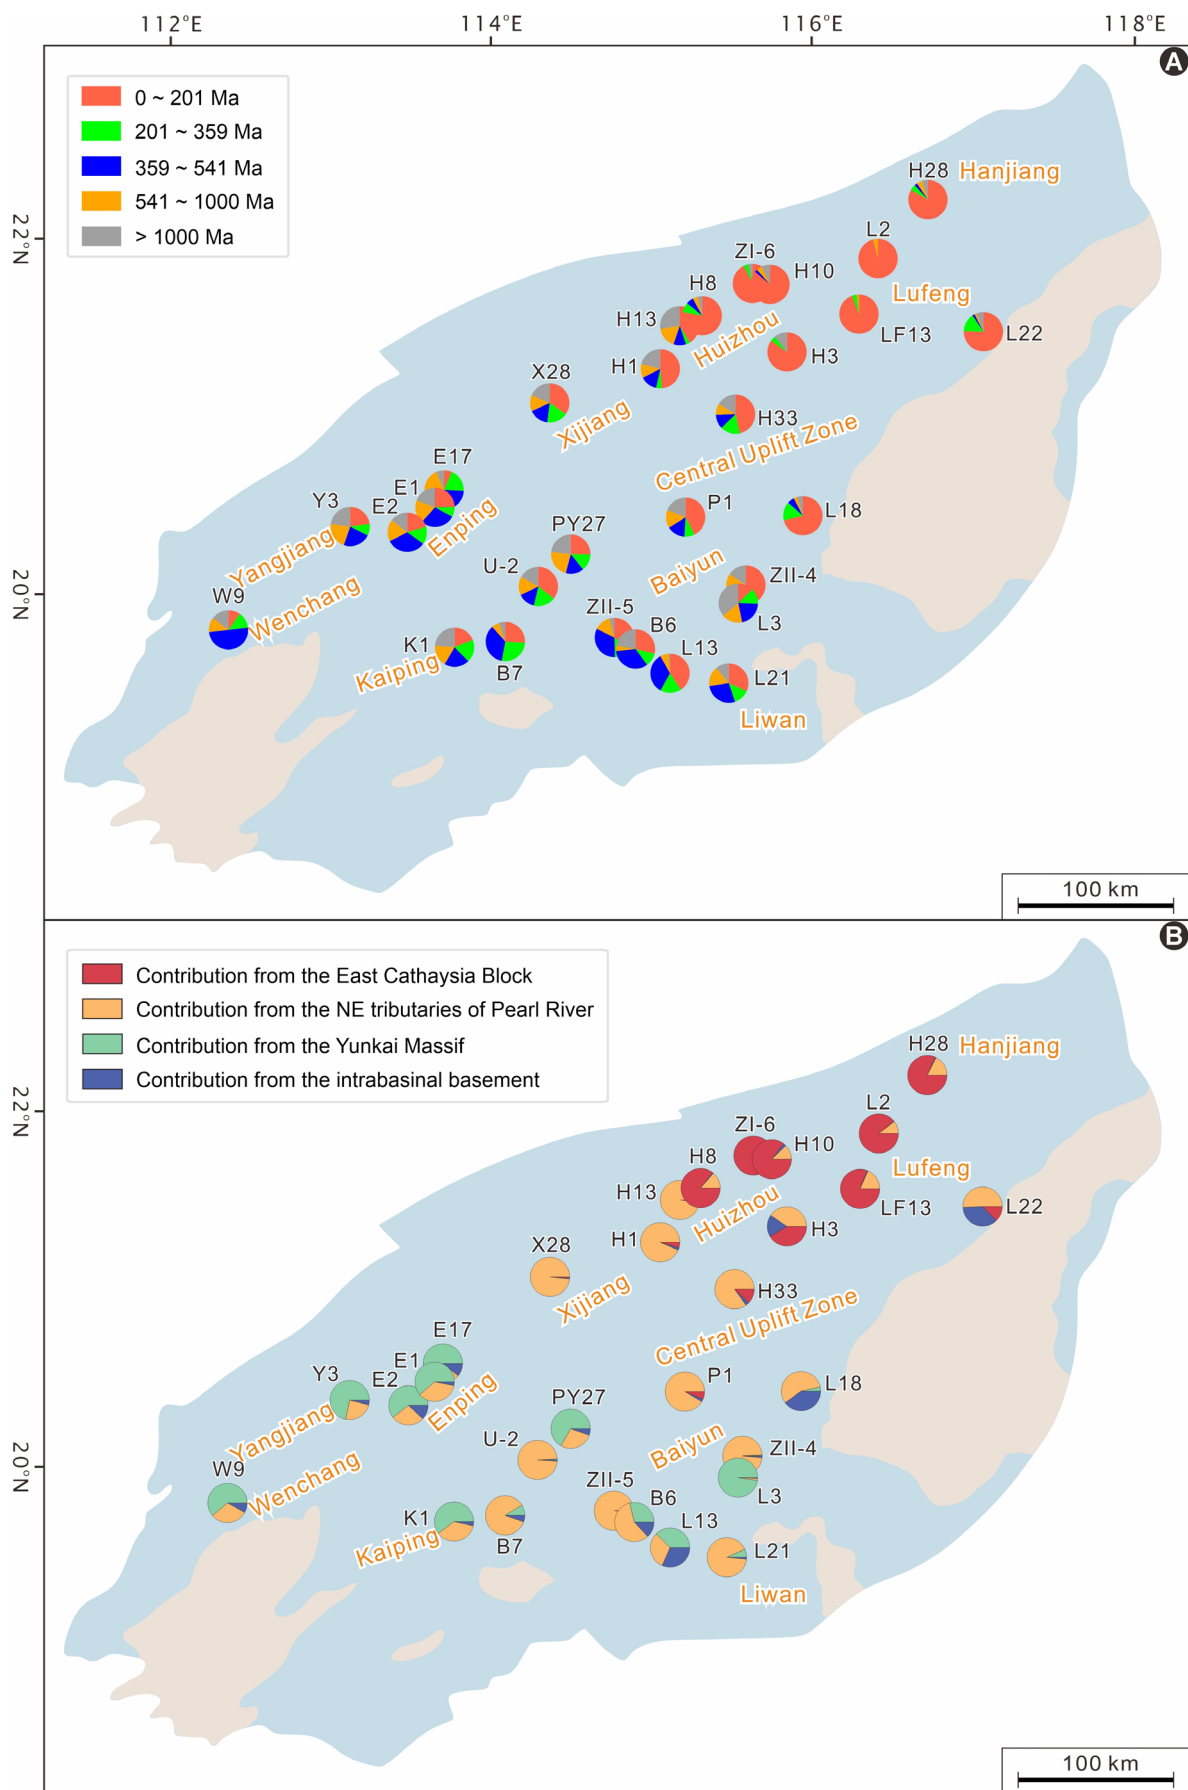 112°E 114°E 116°E 118°E
A
0 ~ 201 Ma
201 ~ 359 Ma
359 ~ 541 Ma
541 ~ 1000 Ma
> 1000 Ma
22°N
20°N
H28
Hanjiang
L2
ZI-6
H10
H8
Lufeng
H13
Huizhou
LF13
L22
H1
H3
X28
Xijiang
H33
Central Uplift Zone
E17
E1
Y3
E2
Enping
P1
L18
PY27
Yangjiang
Baiyun
U-2
ZII-4
W9
Wenchang
ZII-5
B6
L3
K1
B7
L13
Kaiping
L21
Liwan
100 km
B
Contribution from the East Cathaysia Block
Contribution from the NE tributaries of Pearl River
Contribution from the Yunkai Massif
Contribution from the intrabasinal basement
22°N
20°N
H28
Hanjiang
L2
ZI-6
H10
H8
Lufeng
H13
Huizhou
LF13
L22
H1
H3
X28
Xijiang
H33
Central Uplift Zone
E17
E1
Y3
E2
Enping
P1
L18
PY27
Yangjiang
Baiyun
U-2
ZII-4
W9
Wenchang
ZII-5
B6
L3
K1
B7
L13
Kaiping
L21
Liwan
100 km